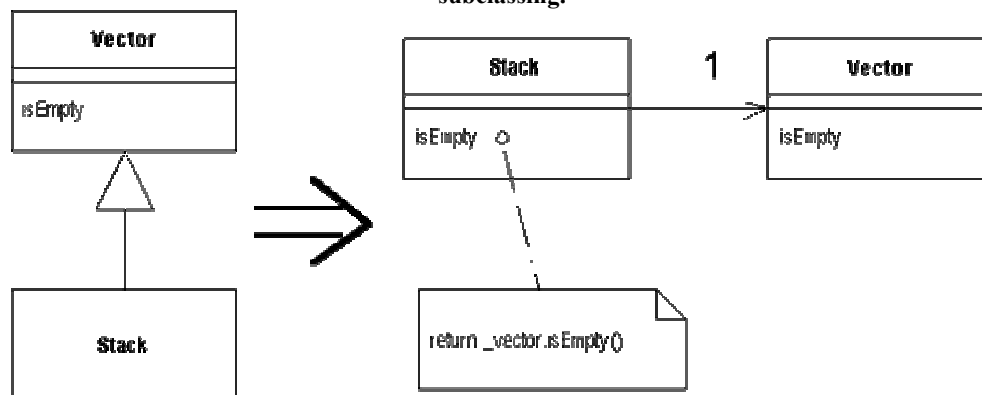 subclassing.
Vector
isEmpty
Stack
Stack
isEmpty
1
Vector
isEmpty
return _vector.isEmpty()